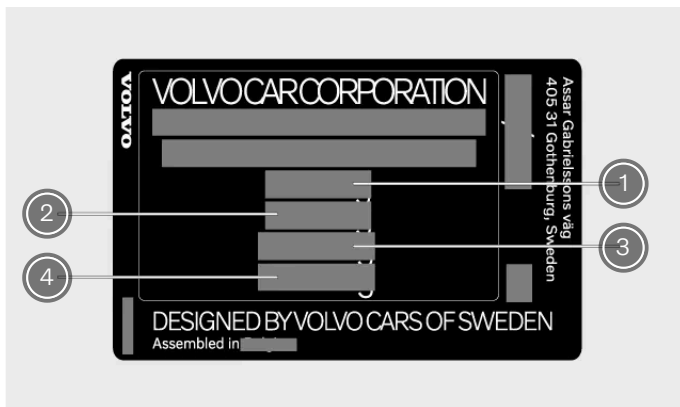 VOLVO
VOLVO CAR CORPORATION
Assar Gabrielssons väg
405 31 Gothenburg, Sweden
1
2
3
4
DESIGNED BY VOLVO CARS OF SWEDEN
Assembled in